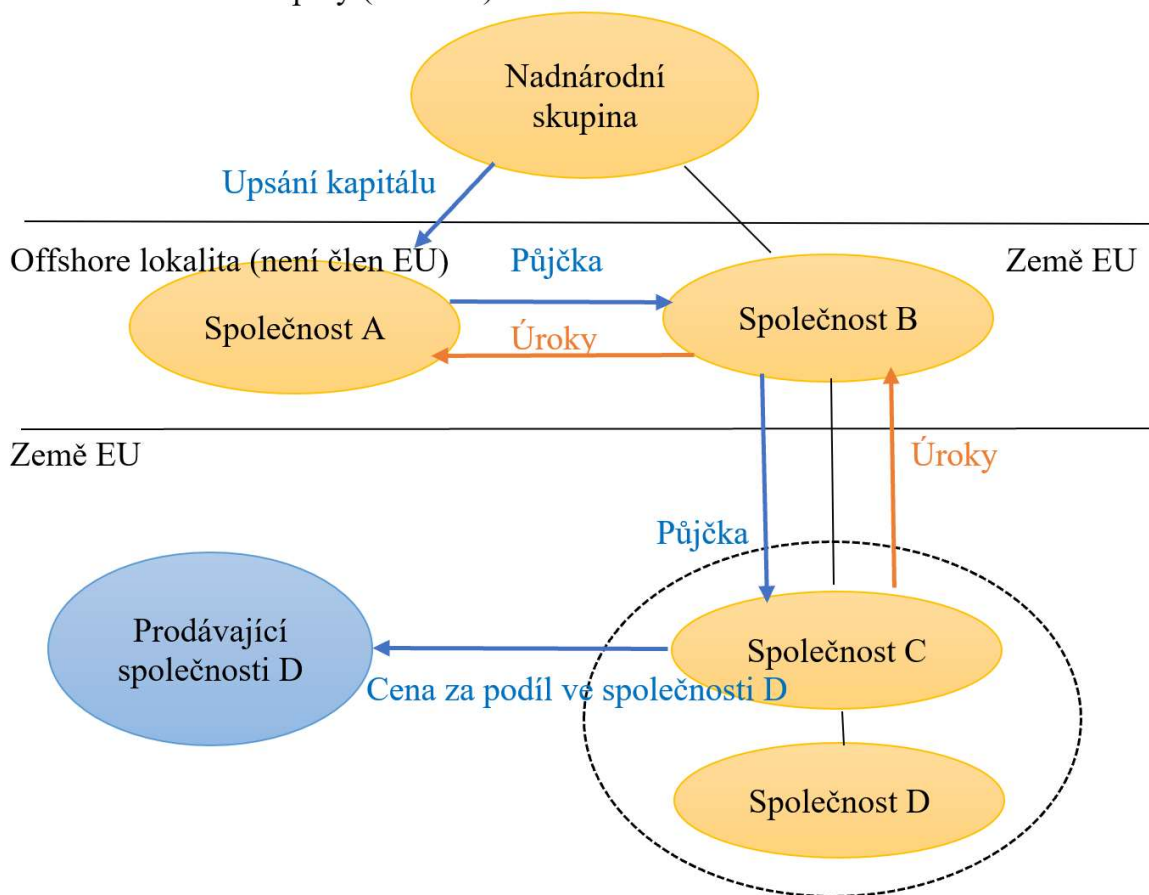 Nadnárodní
skupina
Upsání kapitálu
Offshore lokalita (není člen EU)
Půjčka
Země EU
Společnost A
Společnost B
Úroky
Země EU
Úroky
Půjčka
Prodávající
společnosti D
Společnost C
Cena za podíl ve společnosti D
Společnost D